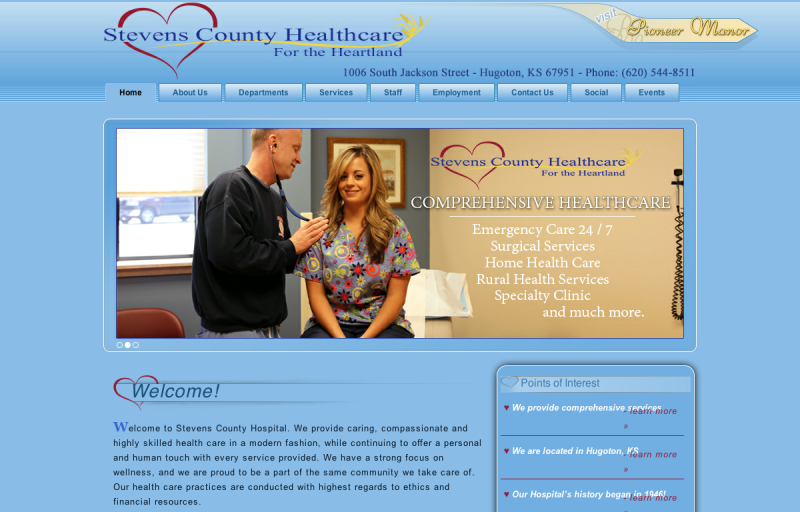 Stevens County Healthcare
For the Heartland
visit
Pioneer Manor
1006 South Jackson Street - Hugoton, KS 67951 - Phone: (620) 544-8511
Home About Us Departments Services Staff Employment Contact Us Social Events
Stevens County Healthcare
For the Heartland
COMPREHENSIVE HEALTHCARE
Emergency Care 24 / 7
Surgical Services
Home Health Care
Rural Health Services
Specialty Clinic
and much more.
Welcome!
Welcome to Stevens County Hospital. We provide caring, compassionate and
highly skilled health care in a modern fashion, while continuing to offer a personal
and human touch with every service provided. We have a strong focus on
wellness, and we are proud to be a part of the same community we take care of.
Our health care practices are conducted with highest regards to ethics and
financial resources.
Points of Interest
♥ We provide comprehensive services
- learn more
»
♥ We are located in Hugoton, KS
- learn more
»
♥ Our Hospital's history began in 1946!
- learn more
»